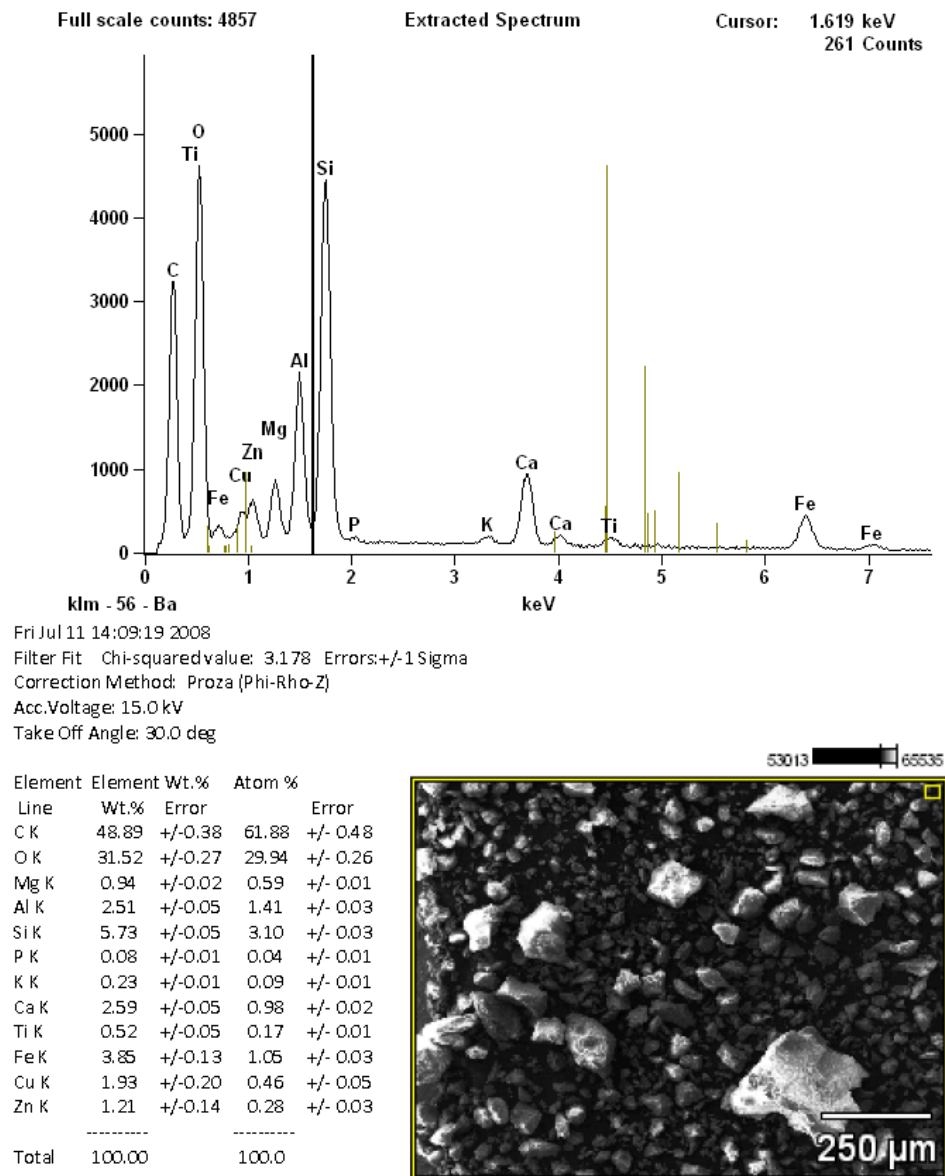 Full scale counts: 4857 Extracted Spectrum Cursor: 1.619 keV
261 Counts
5000
4000
3000
2000
1000
0
O
Ti
C
Fe
Cu
Zn
Mg
Al
Si
P
K
Ca
Ca
Ti
Fe
Fe
0 1 2 3 4 5 6 7
klm - 56 - Ba keV
Fri Jul 11 14:09:19 2008
Filter Fit Chi-squared value: 3.178 Errors:+/-1 Sigma
Correction Method: Proza (Phi-Rho-Z)
Acc.Voltage: 15.0 kV
Take Off Angle: 30.0 deg
53013 65535
Element Element Wt.% Atom %
Line Wt.% Error Error
C K 48.89 +/-0.38 61.88 +/- 0.48
O K 31.52 +/-0.27 29.94 +/- 0.26
Mg K 0.94 +/-0.02 0.59 +/- 0.01
Al K 2.51 +/-0.05 1.41 +/- 0.03
Si K 5.73 +/-0.05 3.10 +/- 0.03
P K 0.08 +/-0.01 0.04 +/- 0.01
K K 0.23 +/-0.01 0.09 +/- 0.01
Ca K 2.59 +/-0.05 0.98 +/- 0.02
Ti K 0.52 +/-0.05 0.17 +/- 0.01
Fe K 3.85 +/-0.13 1.05 +/- 0.03
Cu K 1.93 +/-0.20 0.46 +/- 0.05
Zn K 1.21 +/-0.14 0.28 +/- 0.03
---------- ----------
Total 100.00 100.0
250 µm